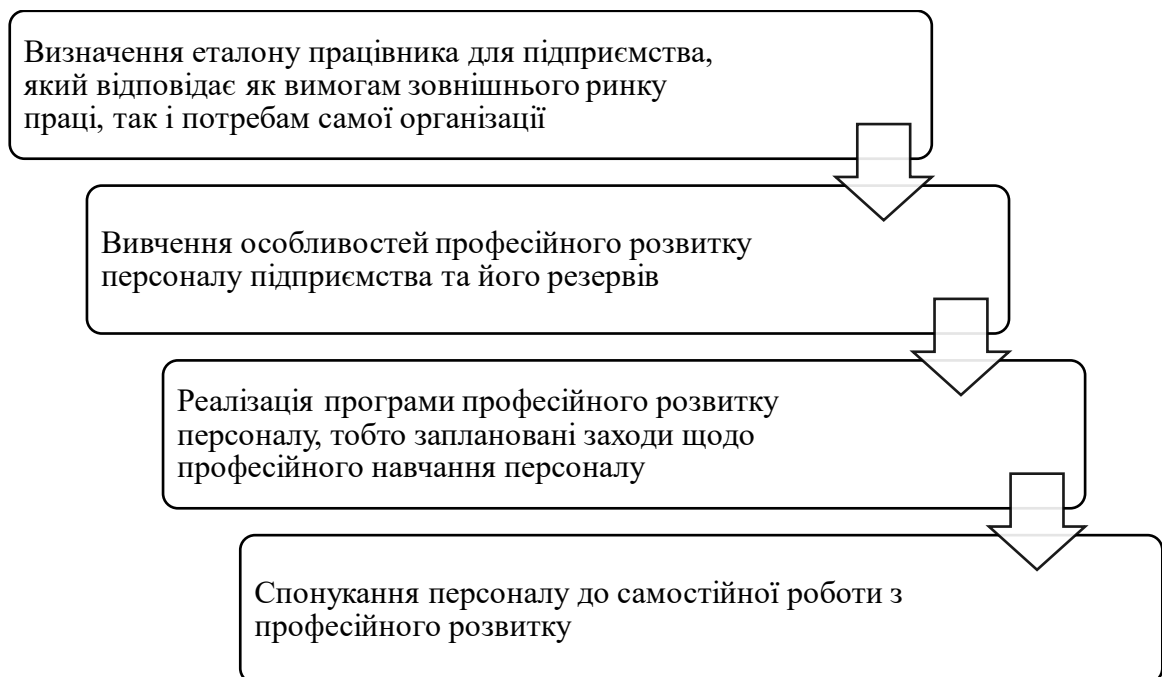 Визначення еталону працівника для підприємства,
який відповідає як вимогам зовнішнього ринку
праці, так і потребам самої організації
Вивчення особливостей професійного розвитку
персоналу підприємства та його резервів
Реалізація програми професійного розвитку
персоналу, тобто заплановані заходи щодо
професійного навчання персоналу
Спонукання персоналу до самостійної роботи з
професійного розвитку